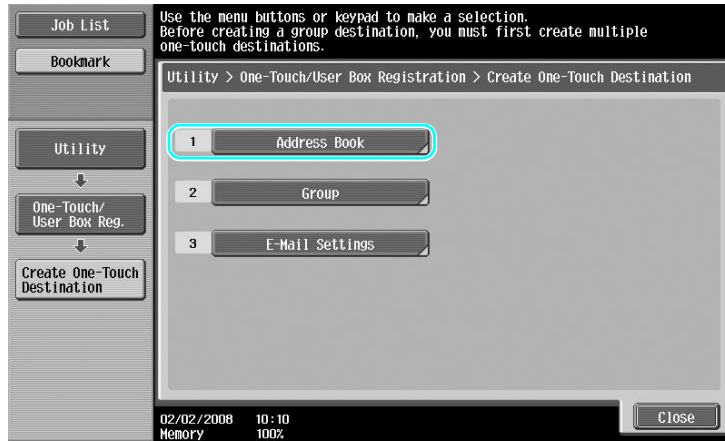 Job List
Bookmark
Use the menu buttons or keypad to make a selection.
Before creating a group destination, you must first create multiple
one-touch destinations.
Utility > One-Touch/User Box Registration > Create One-Touch Destination
Utility
One-Touch/
User Box Reg.
Create One-Touch
Destination
1 Address Book
2 Group
3 E-Mail Settings
02/02/2008 10:10
Memory 100%
Close